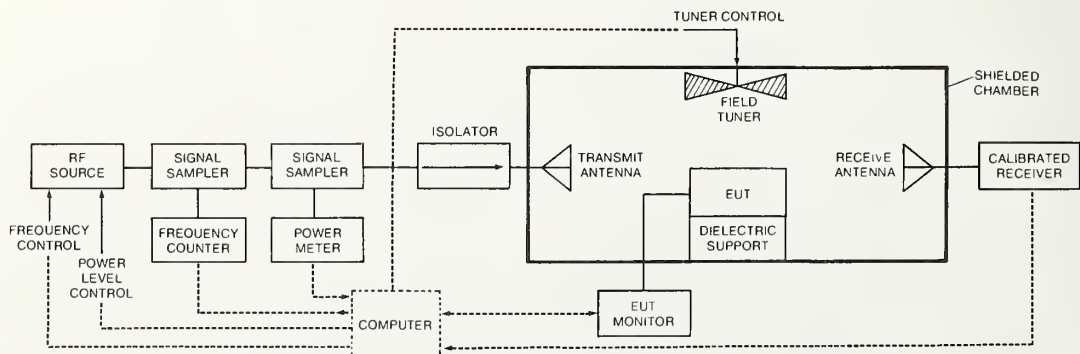 TUNER CONTROL
SHIELDED
CHAMBER
FIELD
TUNER
ISOLATOR
RF
SOURCE
SIGNAL
SAMPLER
SIGNAL
SAMPLER
TRANSMIT
ANTENNA
RECEIVE
ANTENNA
CALIBRATED
RECEIVER
EUT
DIELECTRIC
SUPPORT
FREQUENCY
CONTROL
POWER
LEVEL
CONTROL
FREQUENCY
COUNTER
POWER
METER
COMPUTER
EUT
MONITOR